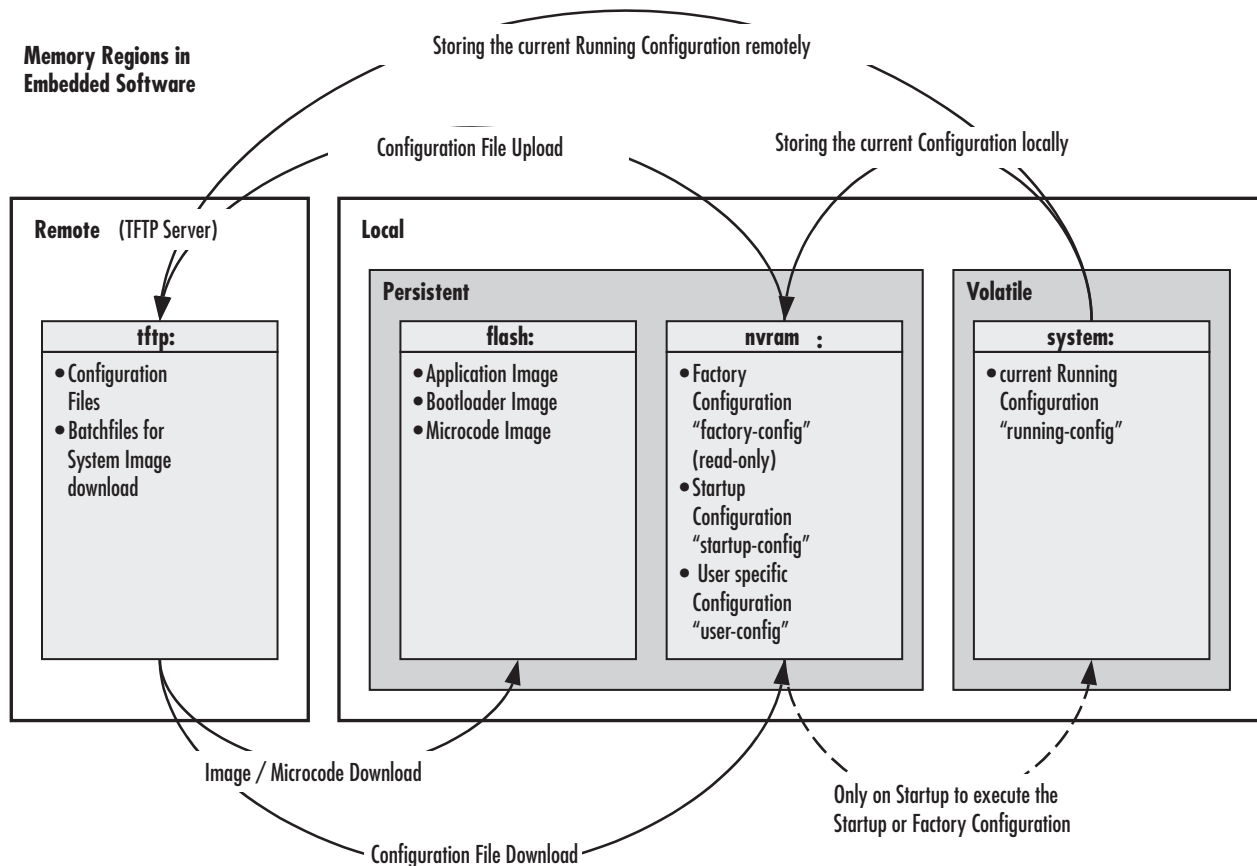 Memory Regions in
Embedded Software
Storing the current Running Configuration remotely
Configuration File Upload
Storing the current Configuration locally
Remote (TFTP Server)
Local
Persistent
Volatile
tftp:
• Configuration
Files
• Batchfiles for
System Image
download
flash:
• Application Image
• Bootloader Image
• Microcode Image
nvram :
• Factory
Configuration
“factory-config”
(read-only)
• Startup
Configuration
“startup-config”
• User specific
Configuration
“user-config”
system:
• current Running
Configuration
“running-config”
Image / Microcode Download
Configuration File Download
Only on Startup to execute the
Startup or Factory Configuration